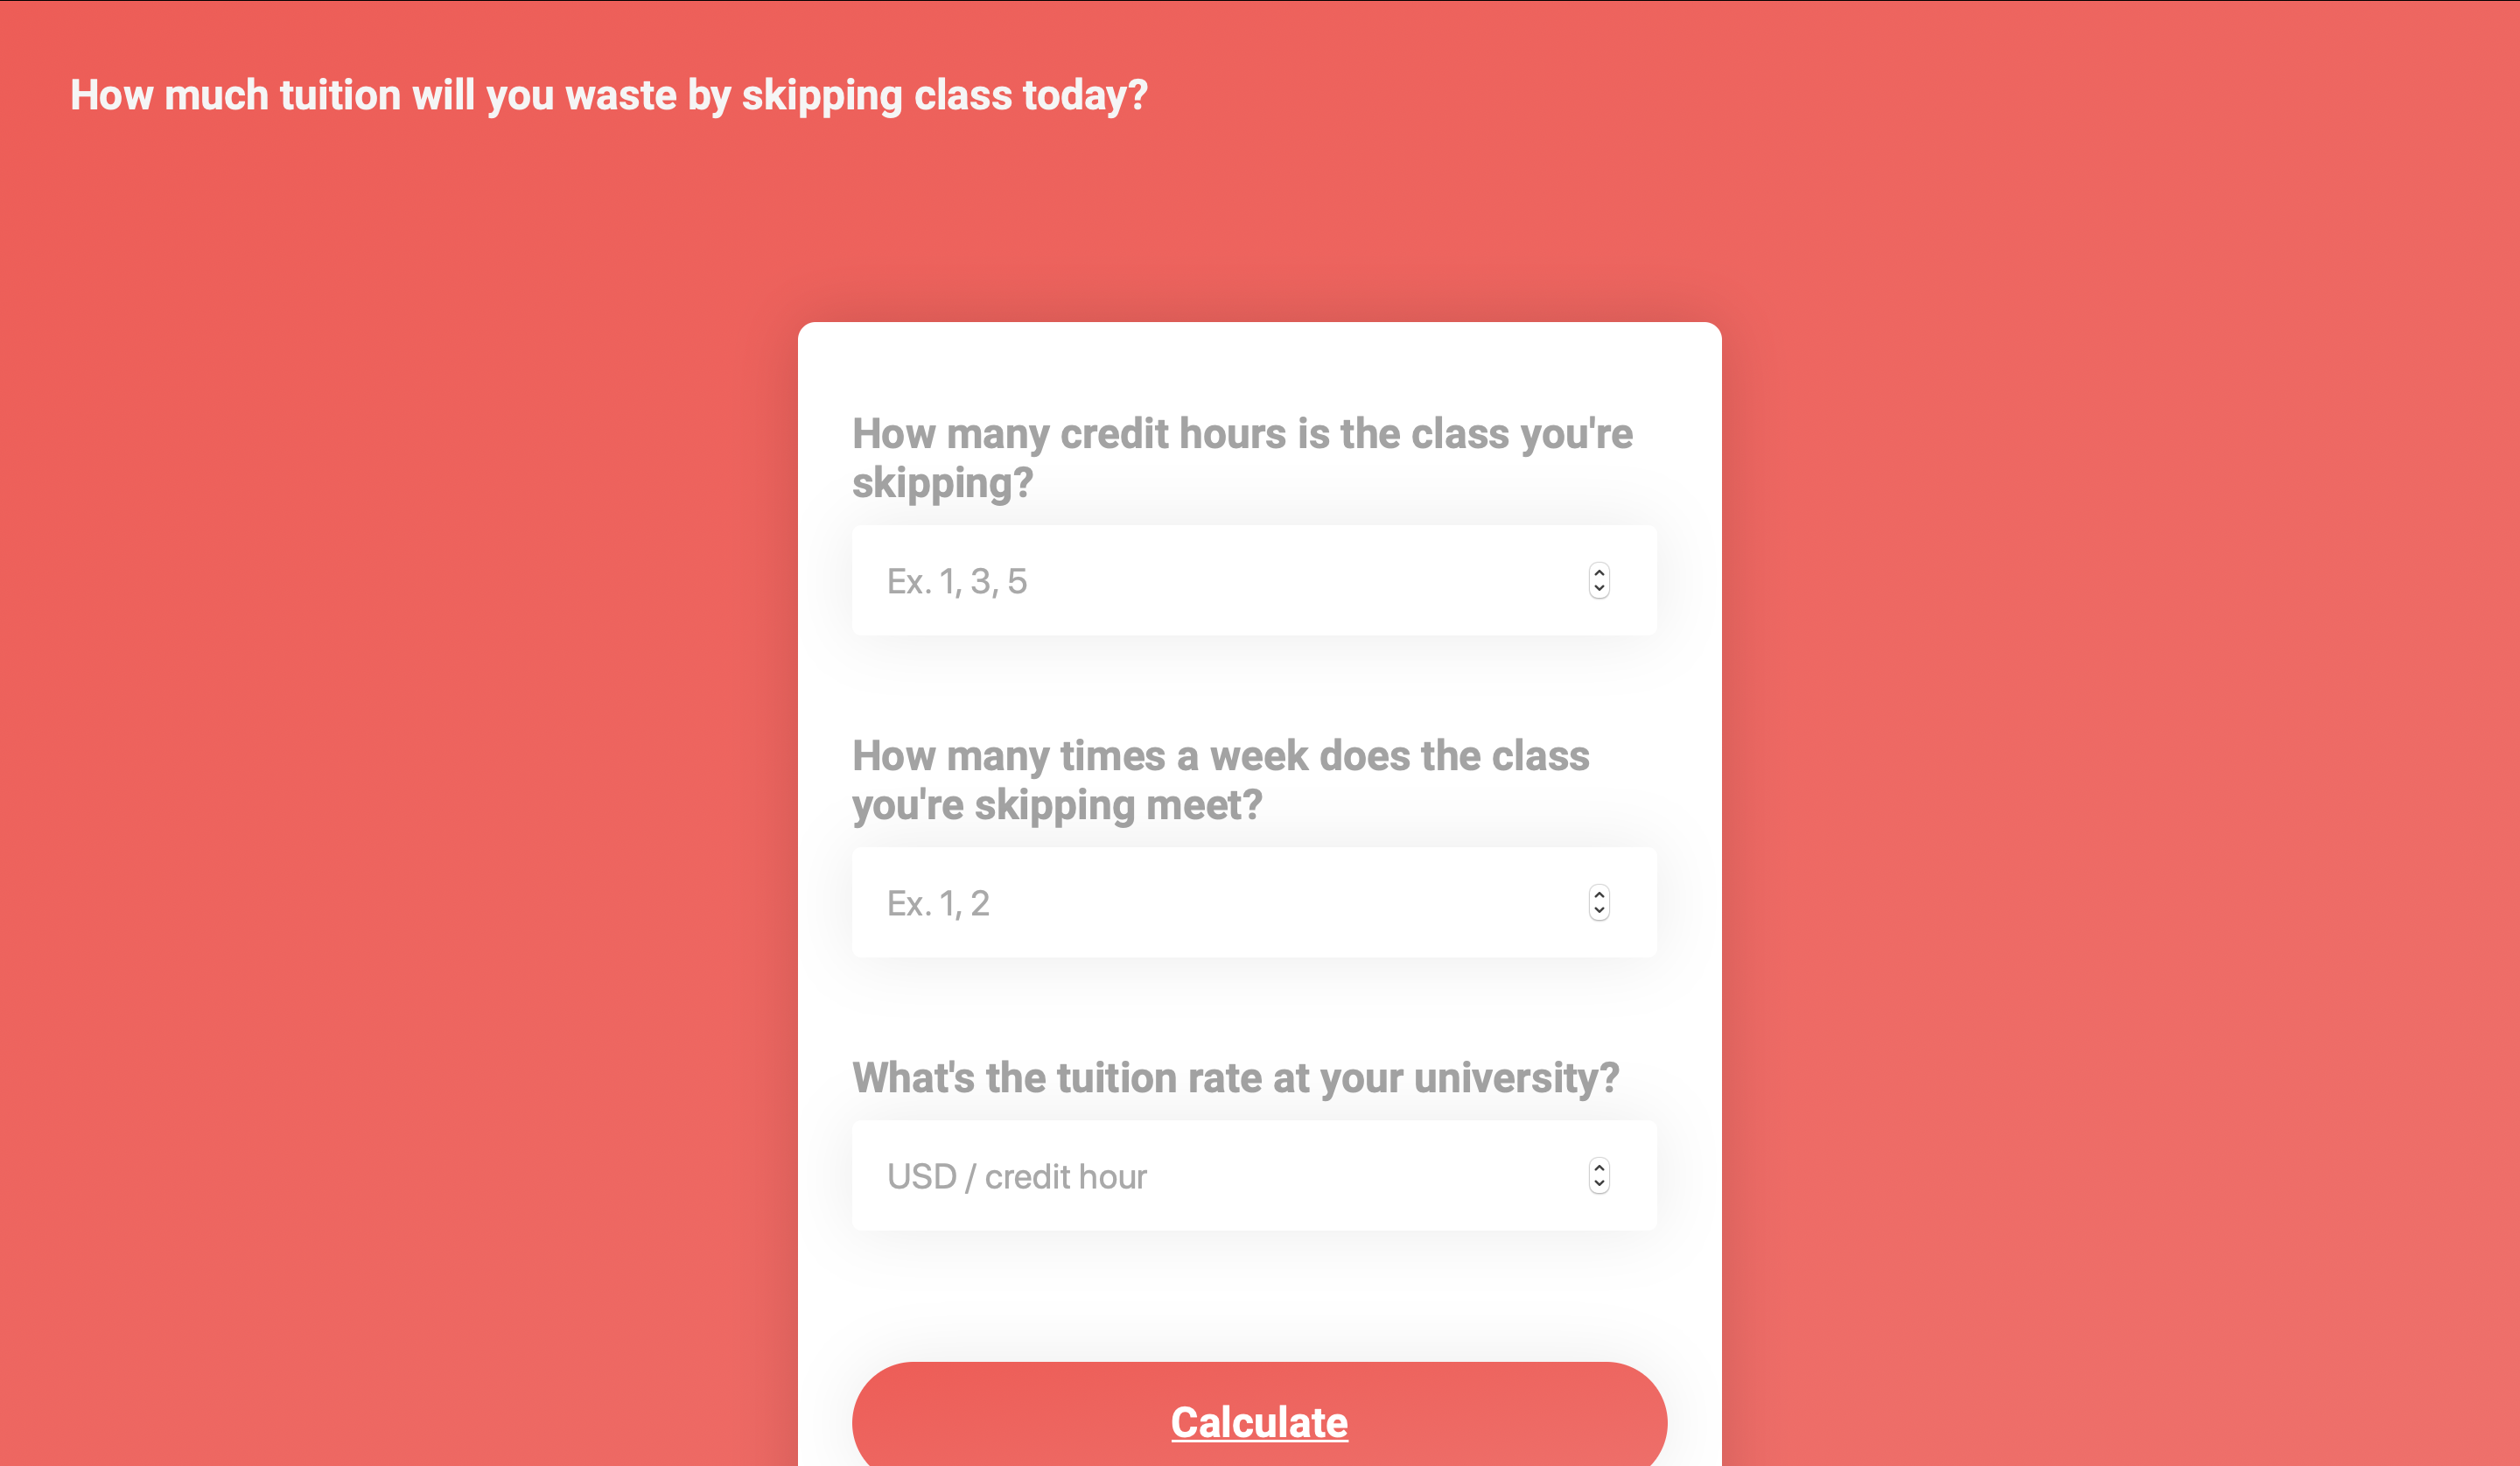 How much tuition will you waste by skipping class today?
How many credit hours is the class you're
skipping?
Ex. 1, 3, 5
How many times a week does the class
you're skipping meet?
Ex. 1, 2
What's the tuition rate at your university?
USD / credit hour
Calculate